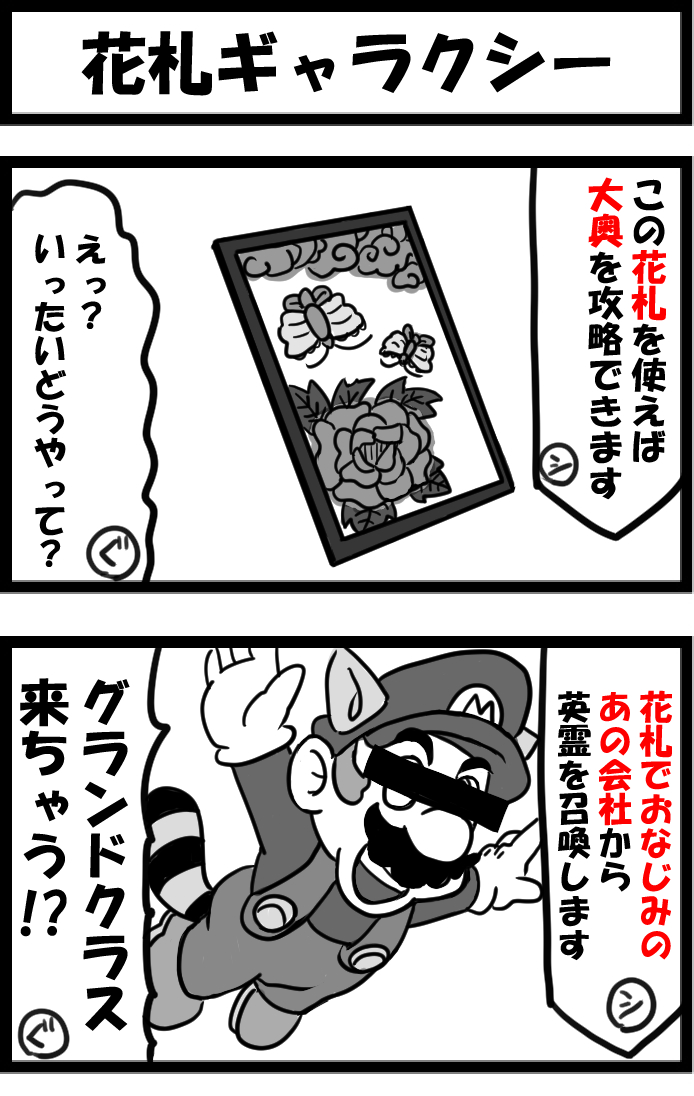 花札ギャラクシー
この花札を使えば
大奥を攻略できます
シ
えっ?
いったいどうやって?
ぐ
花札でおなじみの
あの会社から
英霊を召喚します
シ
M
グランドクラス
来ちゃう!?
ぐ